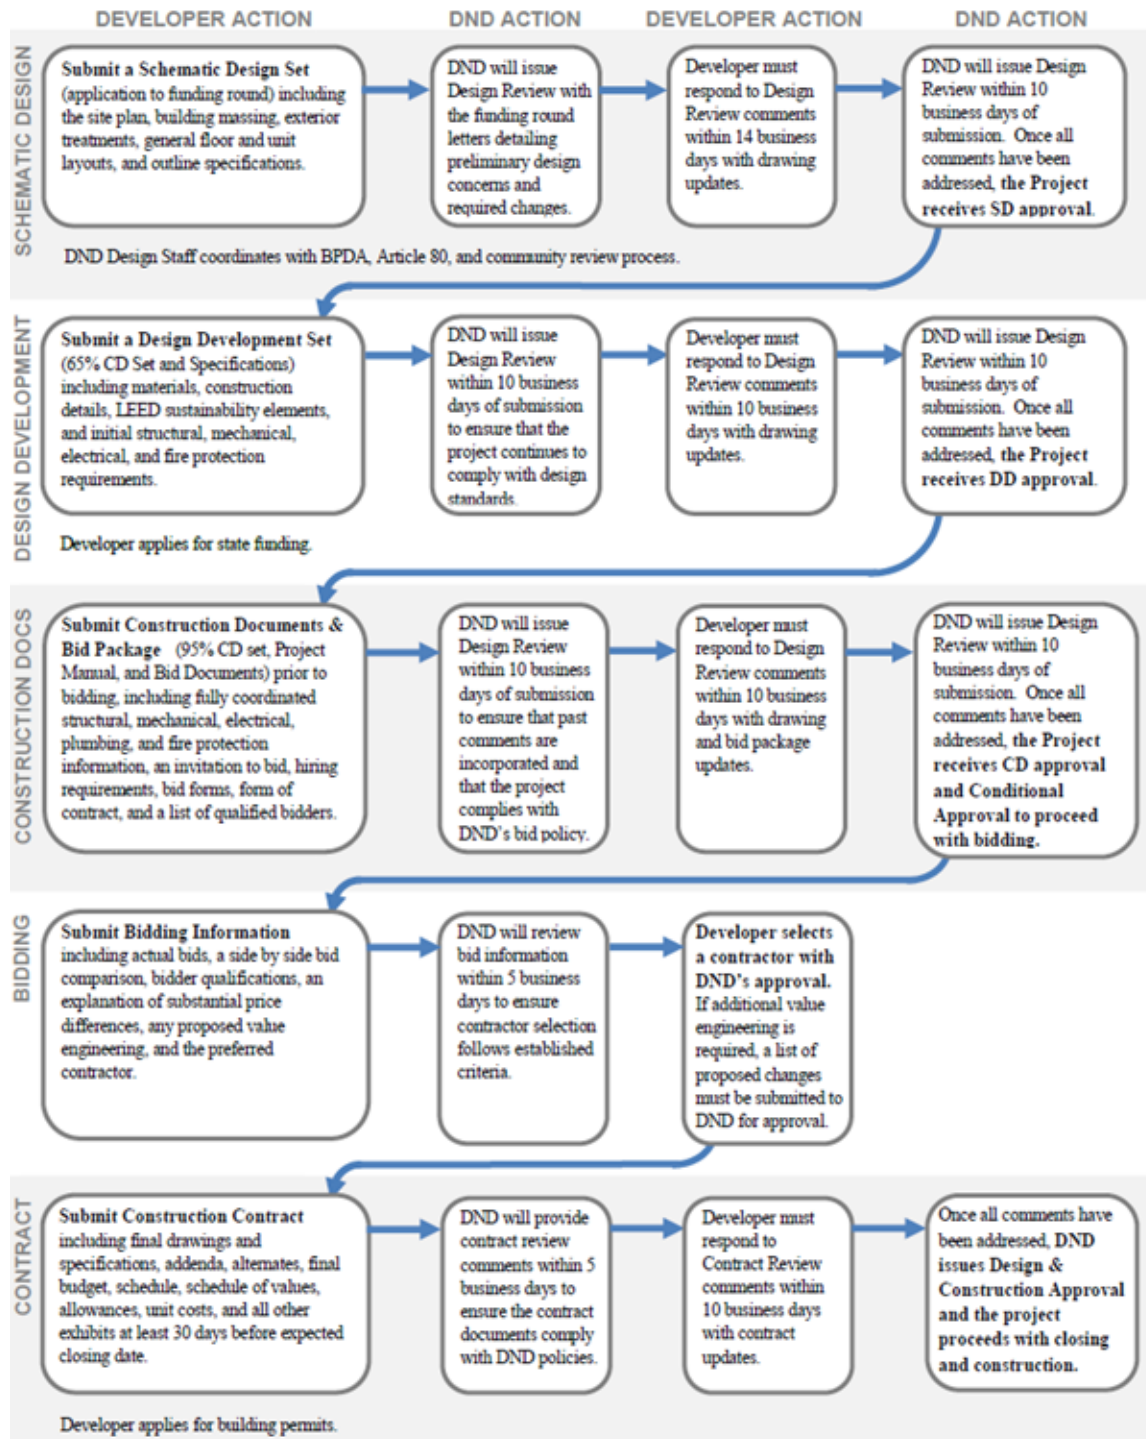 DEVELOPER ACTION
DND ACTION
DEVELOPER ACTION
DND ACTION
SCHEMATIC DESIGN
Submit a Schematic Design Set
(application to funding round) including
the site plan, building massing, exterior
treatments, general floor and unit
layouts, and outline specifications.
DND will issue
Design Review with
the funding round
letters detailing
preliminary design
concerns and
required changes.
Developer must
respond to Design
Review comments
within 14 business
days with drawing
updates.
DND will issue Design
Review within 10
business days of
submission. Once all
comments have been
addressed, the Project
receives SD approval.
DND Design Staff coordinates with BPDA, Article 80, and community review process.
DESIGN DEVELOPMENT
Submit a Design Development Set
(65% CD Set and Specifications)
including materials, construction
details, LEED sustainability elements,
and initial structural, mechanical,
electrical, and fire protection
requirements.
DND will issue
Design Review
within 10 business
days of submission
to ensure that the
project continues to
comply with design
standards.
Developer must
respond to Design
Review comments
within 10 business
days with drawing
updates.
DND will issue Design
Review within 10
business days of
submission. Once all
comments have been
addressed, the Project
receives DD approval.
Developer applies for state funding.
CONSTRUCTION DOCS
Submit Construction Documents &
Bid Package (95% CD set, Project
Manual, and Bid Documents) prior to
bidding, including fully coordinated
structural, mechanical, electrical,
plumbing, and fire protection
information, an invitation to bid, hiring
requirements, bid forms, form of
contract, and a list of qualified bidders.
DND will issue
Design Review
within 10 business
days of submission
to ensure that past
comments are
incorporated and
that the project
complies with
DND's bid policy.
Developer must
respond to Design
Review comments
within 10 business
days with drawing
and bid package
updates.
DND will issue Design
Review within 10
business days of
submission. Once all
comments have been
addressed, the Project
receives CD approval
and Conditional
Approval to proceed
with bidding.
BIDDING
Submit Bidding Information
including actual bids, a side by side bid
comparison, bidder qualifications, an
explanation of substantial price
differences, any proposed value
engineering, and the preferred
contractor.
DND will review
bid information
within 5 business
days to ensure
contractor selection
follows established
criteria.
Developer selects
a contractor with
DND's approval.
If additional value
engineering is
required, a list of
proposed changes
must be submitted to
DND for approval.
CONTRACT
Submit Construction Contract
including final drawings and
specifications, addenda, alternates, final
budget, schedule, schedule of values,
allowances, unit costs, and all other
exhibits at least 30 days before expected
closing date.
DND will provide
contract review
comments within 5
business days to
ensure the contract
documents comply
with DND policies.
Developer must
respond to
Contract Review
comments within
10 business days
with contract
updates.
Once all comments have
been addressed, DND
issues Design &
Construction Approval
and the project
proceeds with closing
and construction.
Developer applies for building permits.